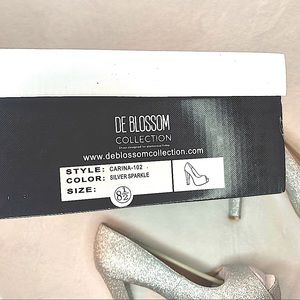 DE BLOSSOM
COLLECTION
www.deblossomcollection.com
STYLE: CARINA-102
COLOR: SILVER SPARKLE
SIZE: 8½